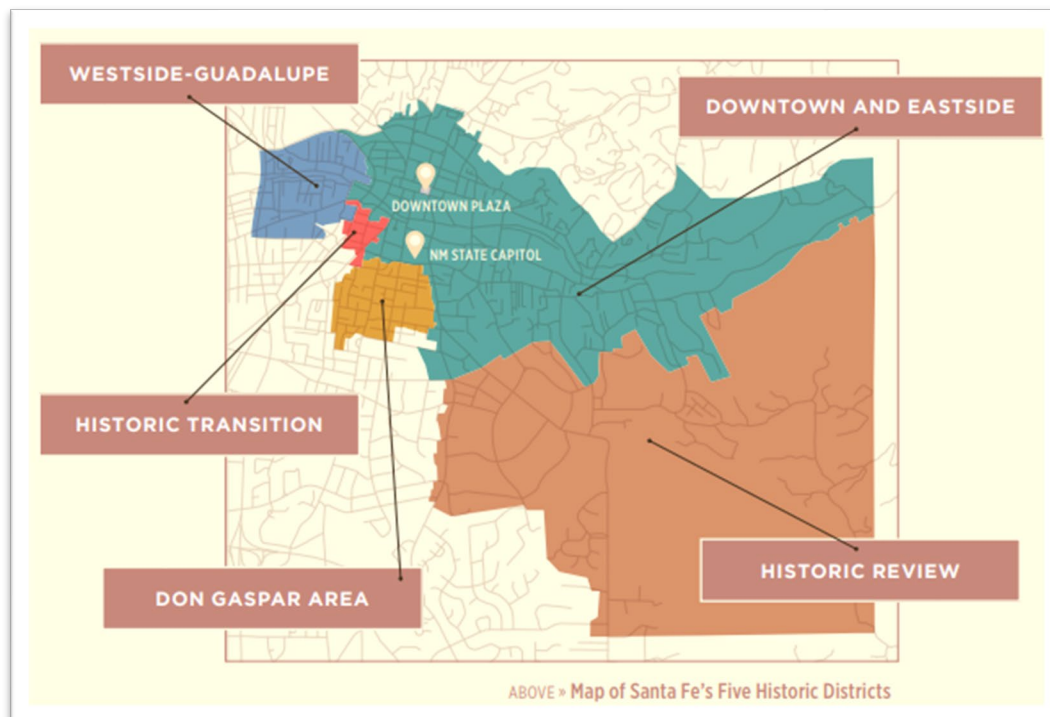 WESTSIDE-GUADALUPE
DOWNTOWN AND EASTSIDE
DOWNTOWN PLAZA
NM STATE CAPITOL
HISTORIC TRANSITION
DON GASPAR AREA
HISTORIC REVIEW
ABOVE » Map of Santa Fe's Five Historic Districts